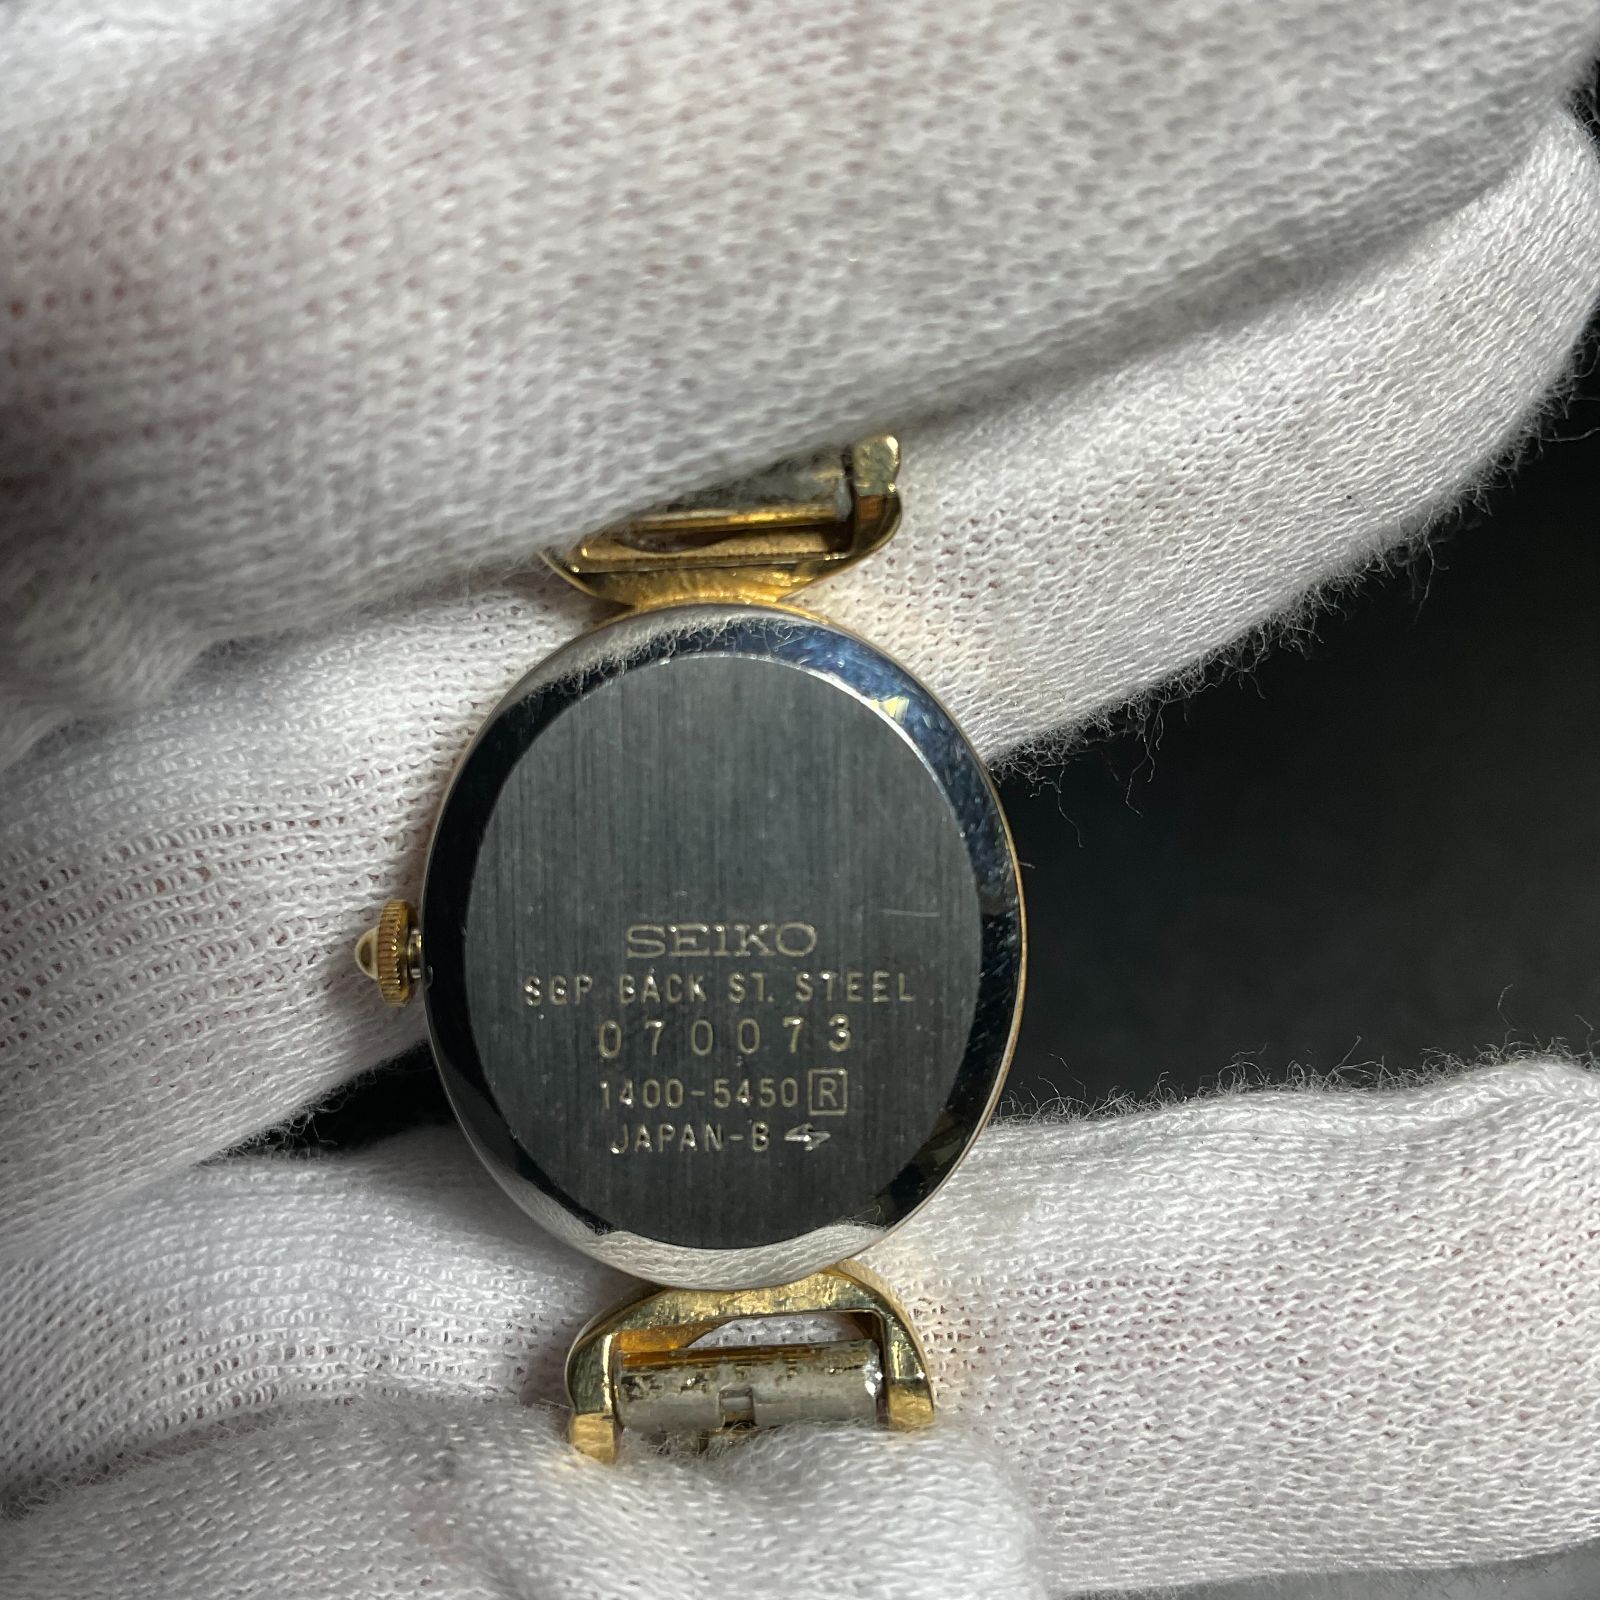 SEIKO
SGP BACK ST. STEEL
070073
1400-5450 R
JAPAN-B